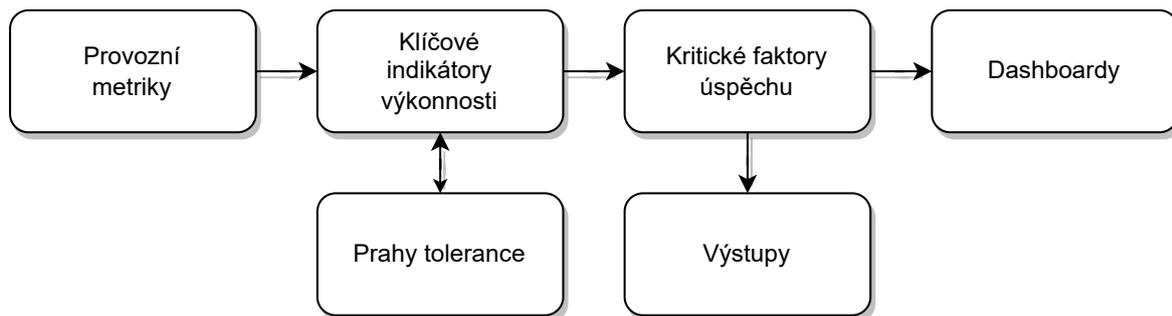 Provozní
metriky
Klíčové
indikátory
výkonnosti
Kritické faktory
úspěchu
Dashboardy
Prahy tolerance
Výstupy